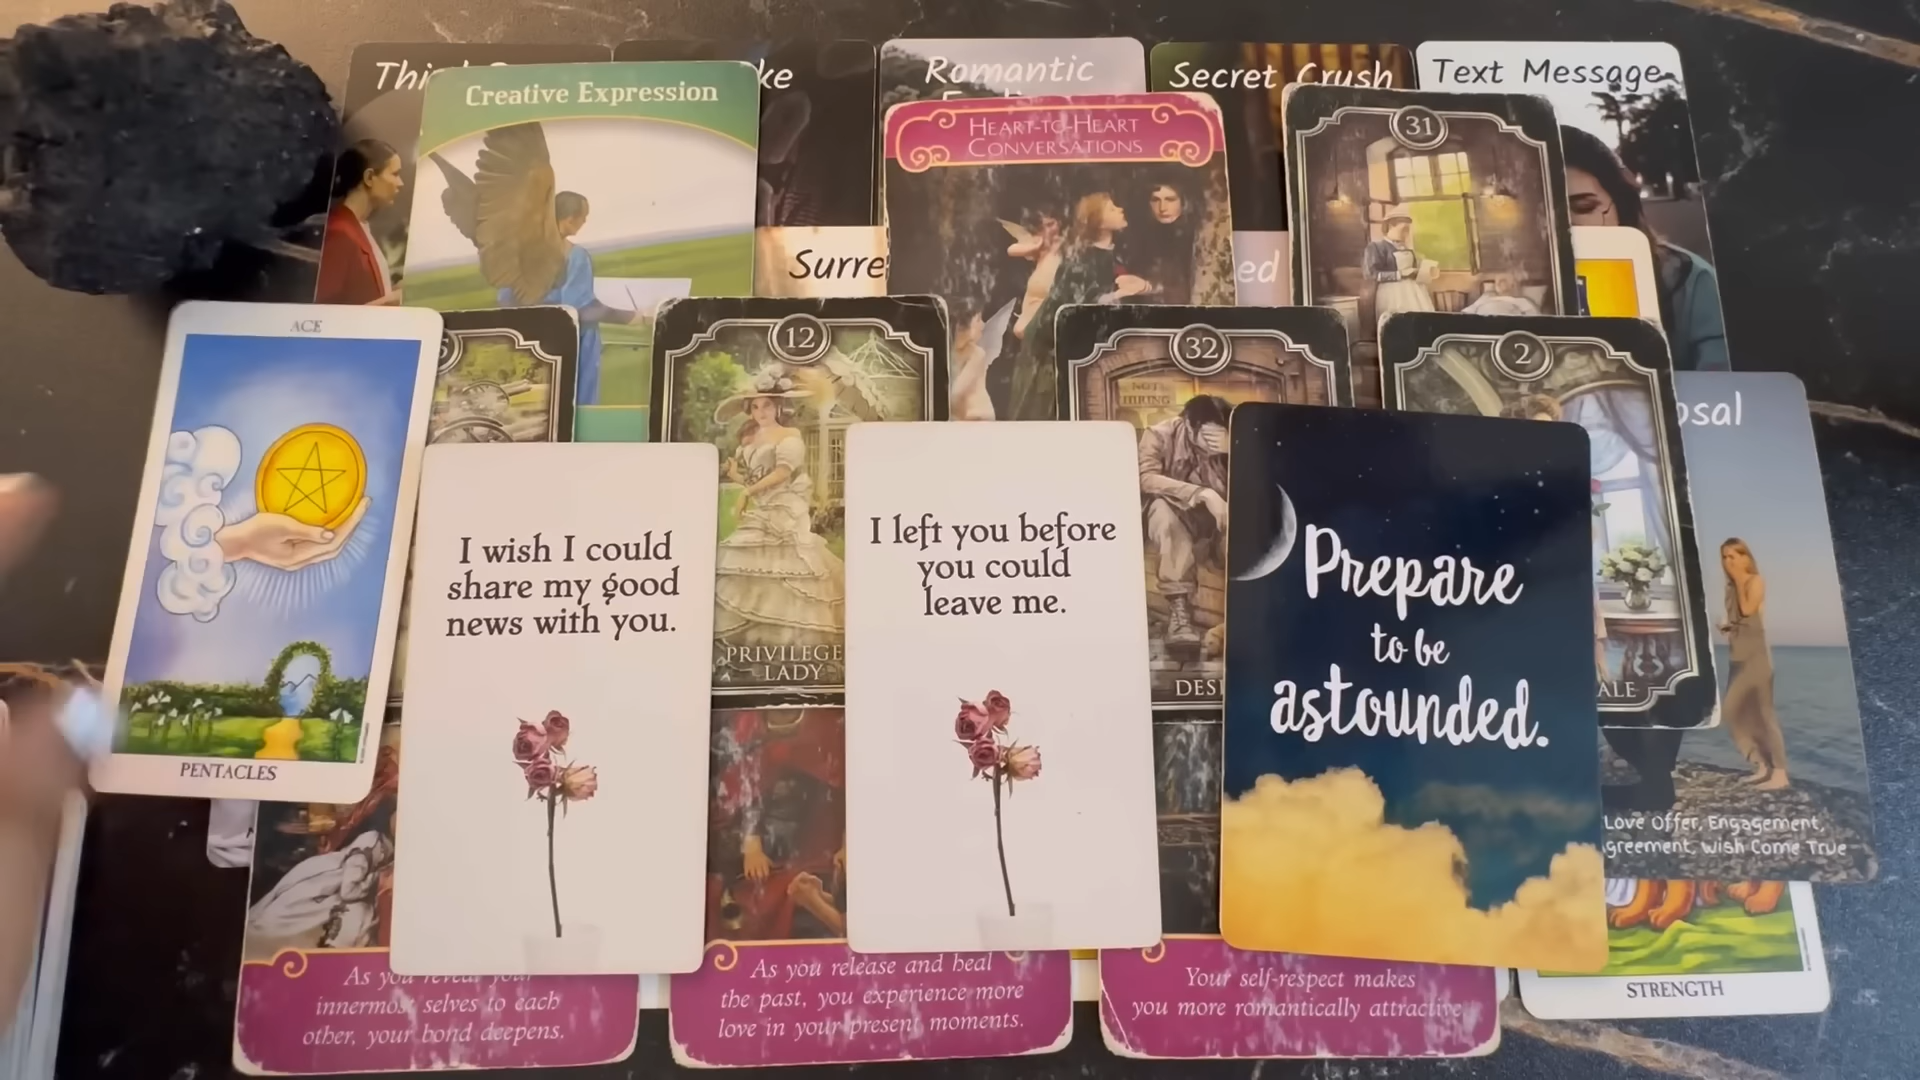 Creative Expression
Romantic
Secret Crush
Text Message
HEART-TO-HEART
CONVERSATIONS
31
ACE
PENTACLES
12
PRIVILEGE
LADY
32
2
I wish I could
share my good
news with you.
I left you before
you could
leave me.
Prepare
to be
astounded.
Love Offer, Engagement,
Wish Come True
As you reveal your
innermost selves to each
other, your bond deepens.
As you release and heal
the past, you experience more
love in your present moments.
Your self-respect makes
you more romantically attractive.
STRENGTH